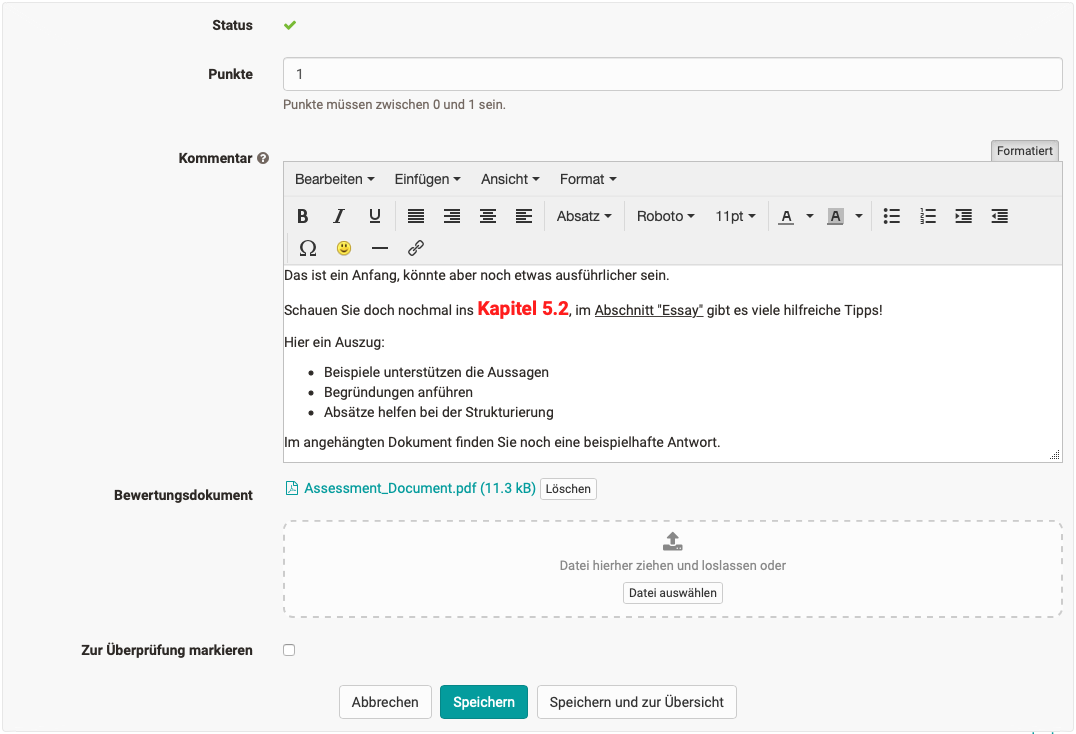 Status
Punkte
1
Punkte müssen zwischen 0 und 1 sein.
Kommentar
Formatiert
Bearbeiten Einfügen Ansicht Format
B I U Absatz Roboto 11pt A A
Ω
Das ist ein Anfang, könnte aber noch etwas ausführlicher sein.
Schauen Sie doch nochmal ins Kapitel 5.2, im Abschnitt "Essay" gibt es viele hilfreiche Tipps!
Hier ein Auszug:
• Beispiele unterstützen die Aussagen
• Begründungen anführen
• Absätze helfen bei der Strukturierung
Im angehängten Dokument finden Sie noch eine beispielhafte Antwort.
Bewertungsdokument
Assessment_Document.pdf (11.3 kB) Löschen
Datei hierher ziehen und loslassen oder
Datei auswählen
Zur Überprüfung markieren
Abbrechen Speichern Speichern und zur Übersicht